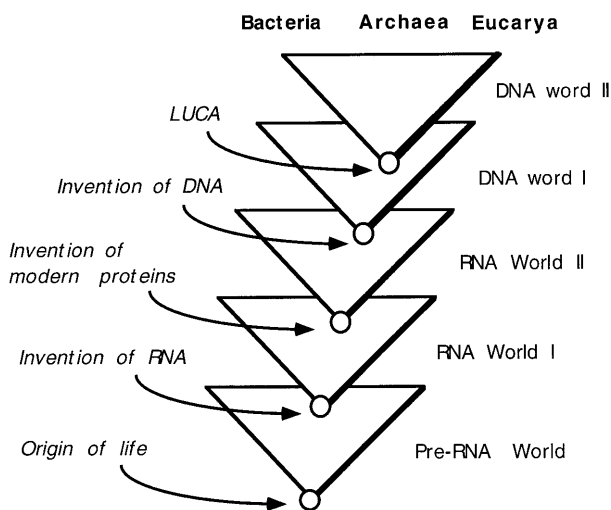 Bacteria Archaea Eucarya
DNA word II
LUCA
DNA word I
Invention of DNA
RNA World II
Invention of
modern proteins
RNA World I
Invention of RNA
Pre-RNA World
Origin of life